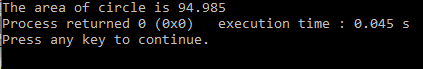 The area of circle is 94.985
Process returned 0 (0x0)   execution time : 0.045 s
Press any key to continue.